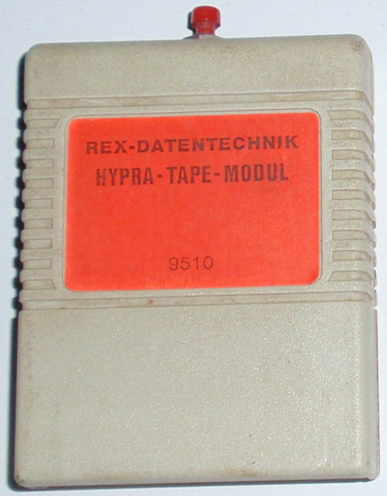 REX-DATENTECHNIK
HYPRA-TAPE-MODUL
9510